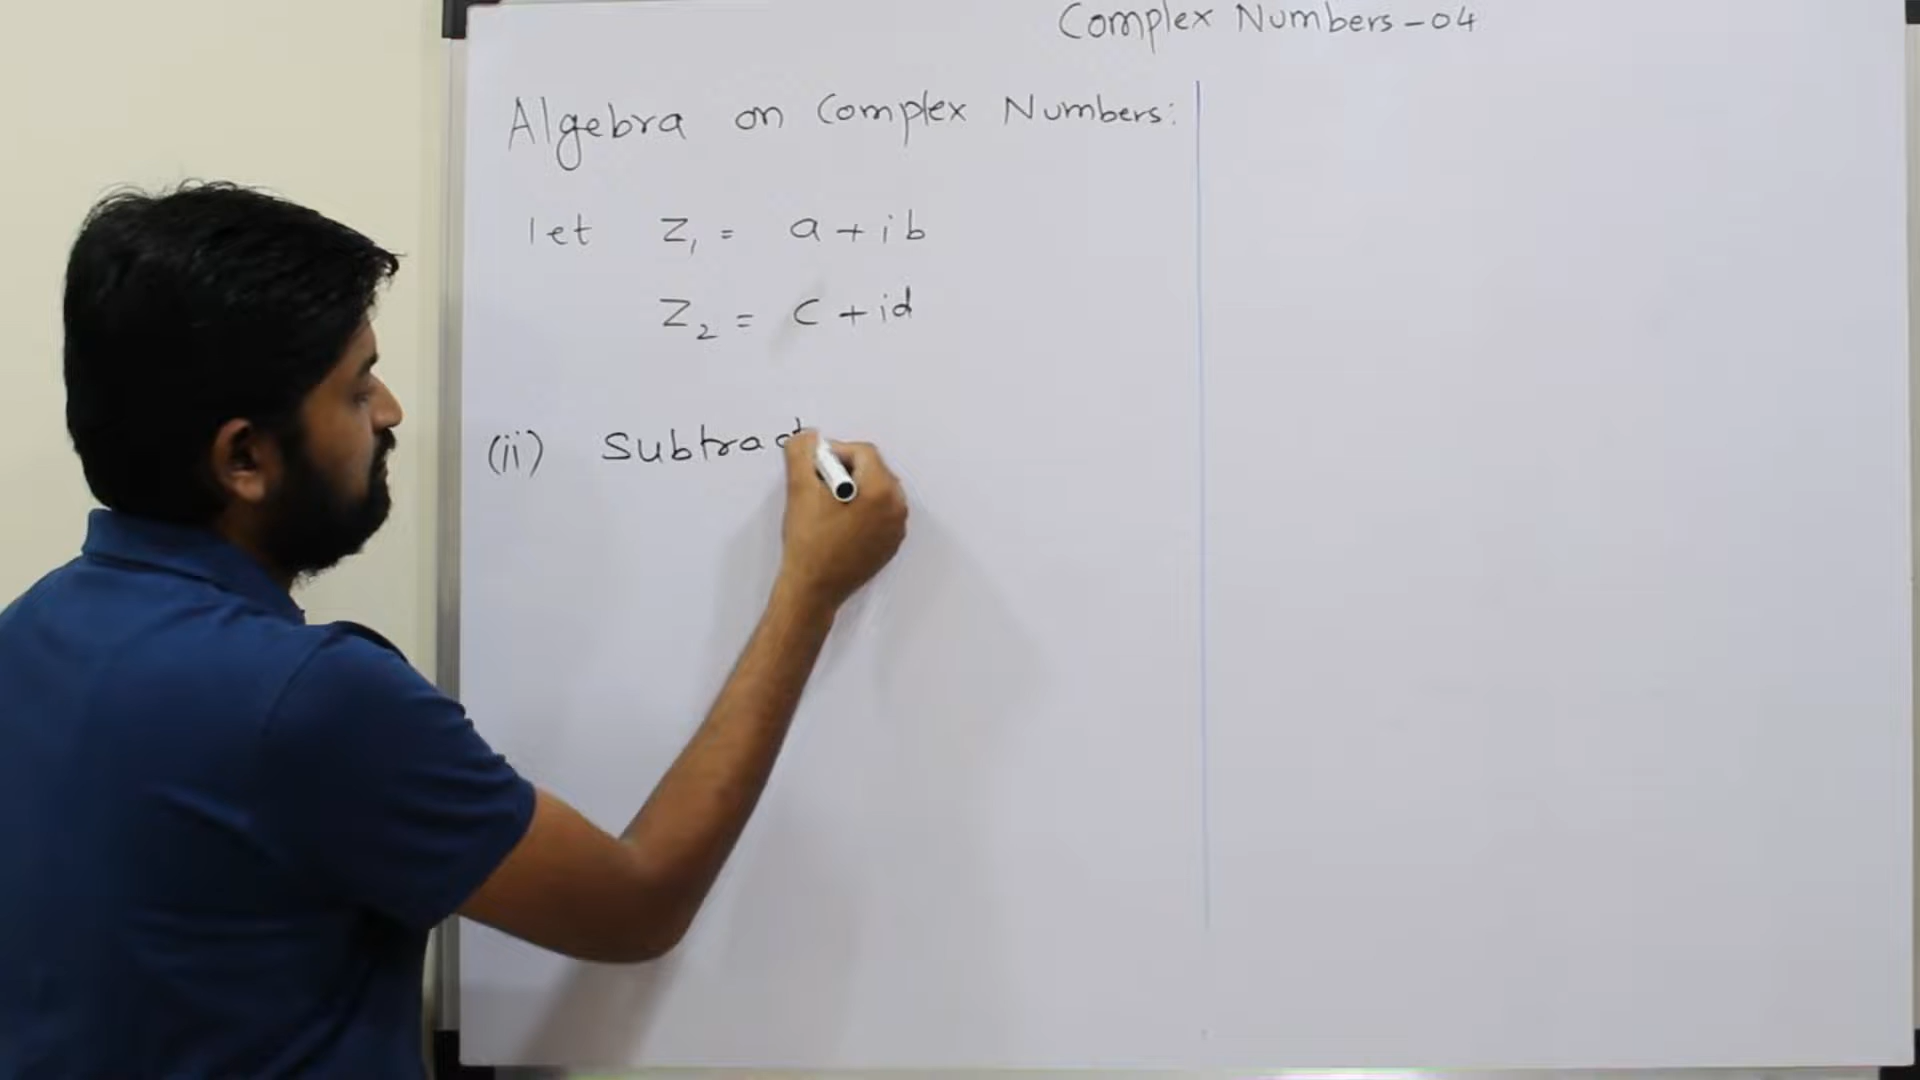 Complex Numbers-04
Algebra on Complex Numbers:
let Z₁ = a+ib
Z₂ = c+id
(ii) Subtract